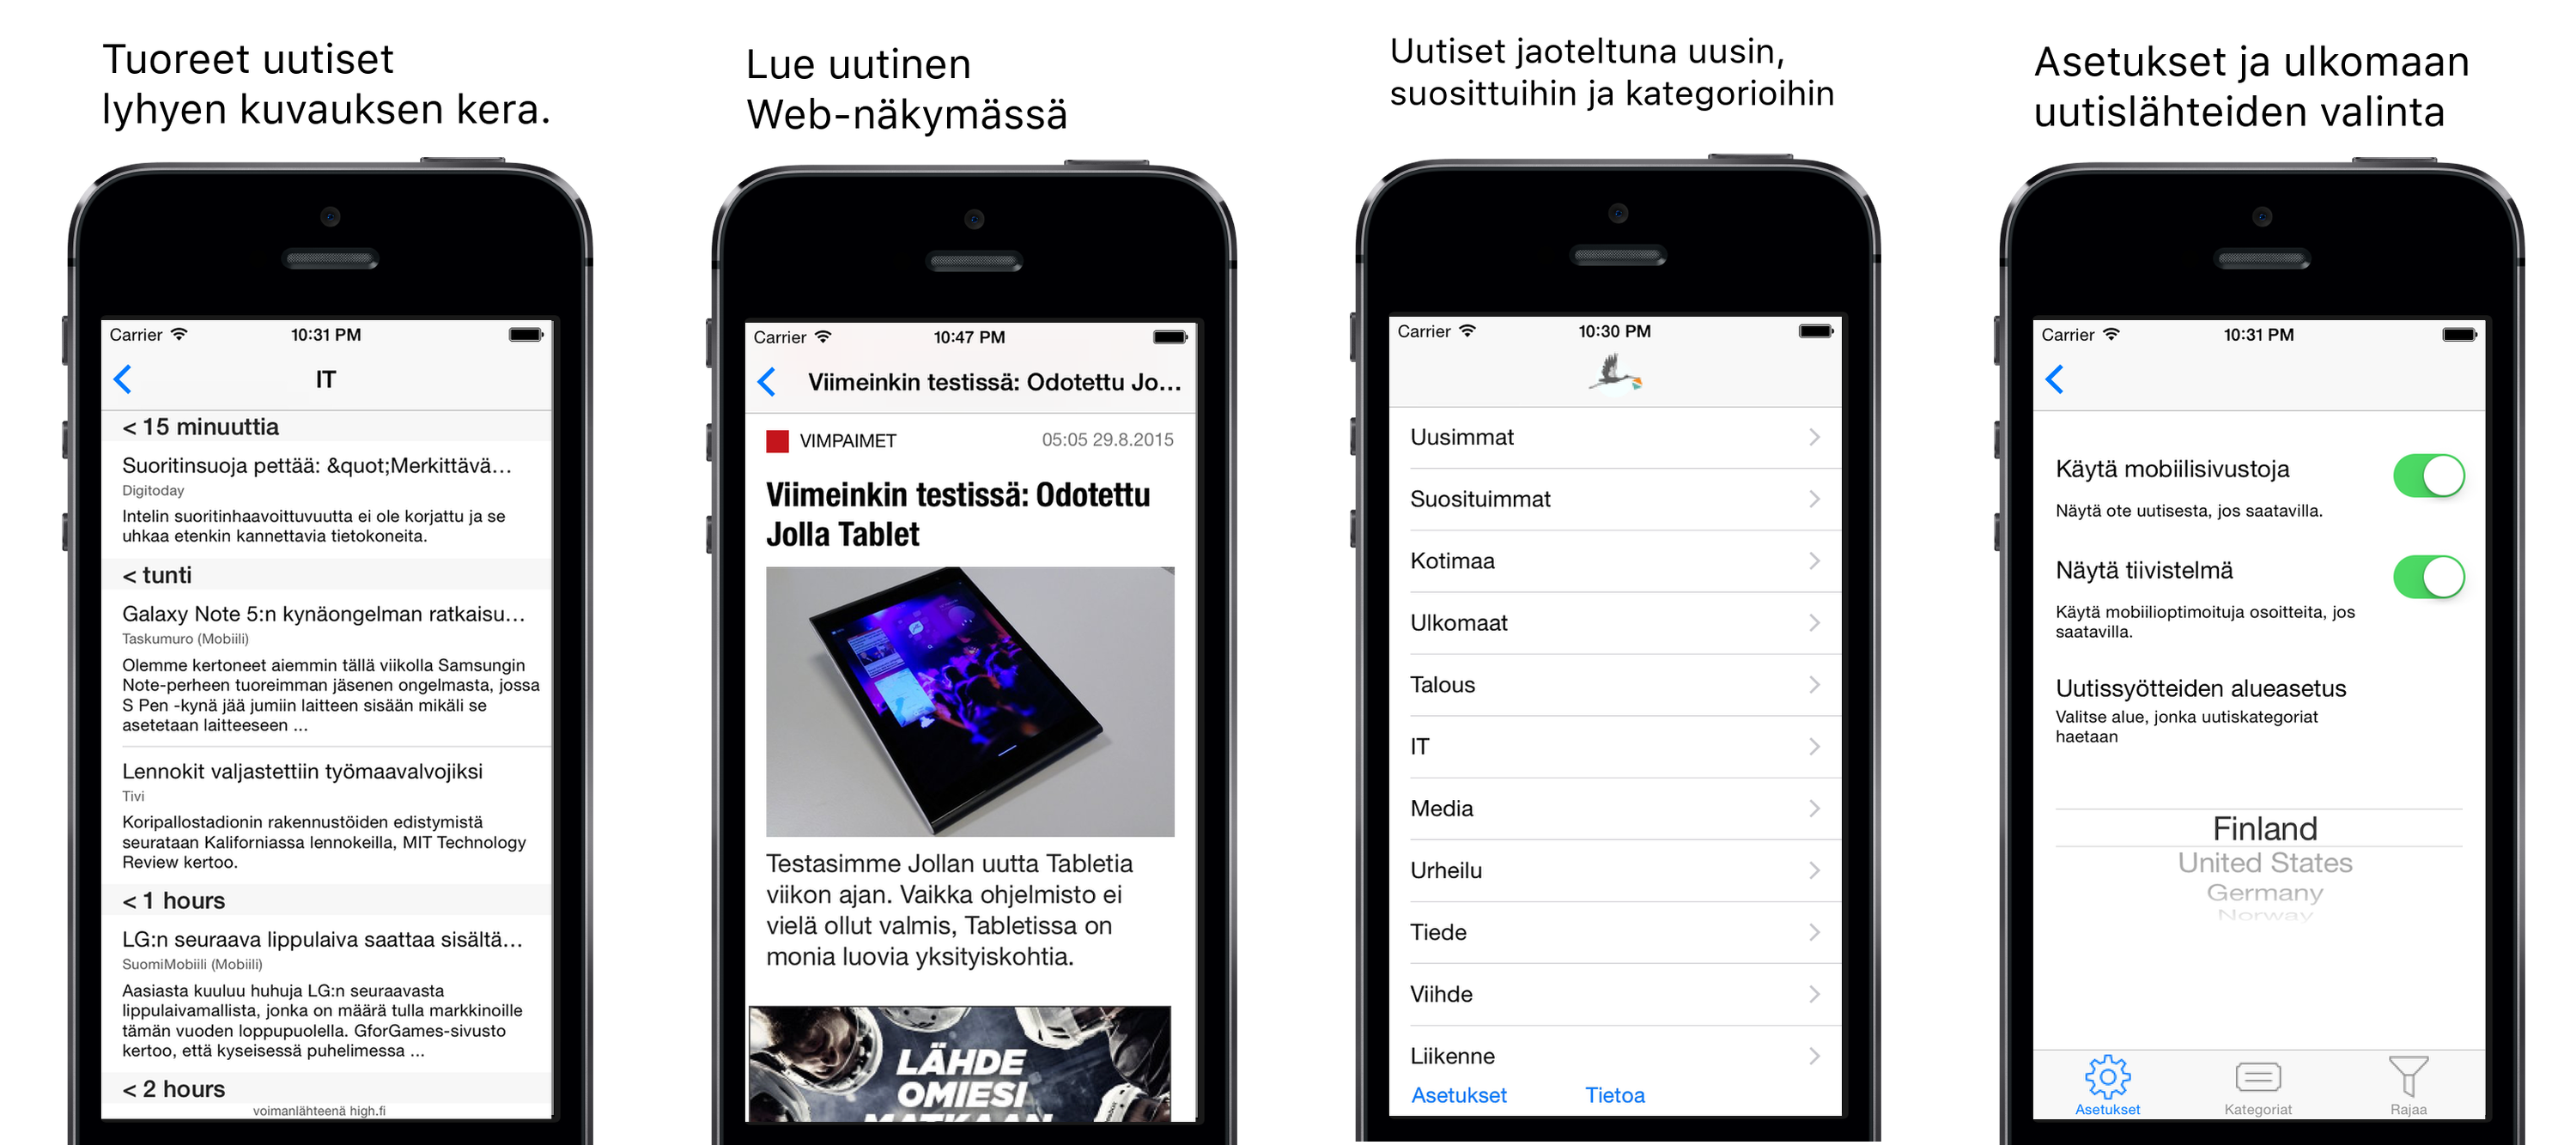 Tuoreet uutiset
lyhyen kuvauksen kera.
Carrier
10:31 PM
IT
< 15 minuuttia
Suoritinsuoja pettää: &quot;Merkittävä...
Digitoday
Intelin suoritinhaavoittuvuutta ei ole korjattu ja se
uhkaa etenkin kannettavia tietokoneita.
< tunti
Galaxy Note 5:n kynäongelman ratkaisu...
Taskumuro (Mobiili)
Olemme kertoneet aiemmin tällä viikolla Samsungin
Note-perheen tuoreimman jäsenen ongelmasta, jossa
S Pen -kynä jää jumiin laitteen sisään mikäli se
asetetaan laitteeseen ...
Lennokit valjastettiin työmaavalvojiksi
Tivi
Koripallostadionin rakennustöiden edistymistä
seurataan Kaliforniassa lennokeilla, MIT Technology
Review kertoo.
< 1 hours
LG:n seuraava lippulaiva saattaa sisältä...
SuomiMobiili (Mobiili)
Aasiasta kuuluu huhuja LG:n seuraavasta
lippulaivamallista, jonka on määrä tulla markkinoille
tämän vuoden loppupuolella. GforGames-sivusto
kertoo, että kyseisessä puhelimessa ...
< 2 hours
voimanlähteenä high.fi
Lue uutinen
Web-näkymässä
Carrier
10:47 PM
Viimeinkin testissä: Odotettu Jo...
VIMPAIMET
05:05 29.8.2015
Viimeinkin testissä: Odotettu
Jolla Tablet
Testasimme Jollan uutta Tabletia
viikon ajan. Vaikka ohjelmisto ei
vielä ollut valmis, Tabletissa on
monia luovia yksityiskohtia.
LÄHDE
OMIESI
MATKAAN
Uutiset jaoteltuna uusin,
suosittuihin ja kategorioihin
Carrier
10:30 PM
Uusimmat
Suosituimmat
Kotimaa
Ulkomaat
Talous
IT
Media
Urheilu
Tiede
Viihde
Liikenne
Asetukset
Tietoa
Asetukset ja ulkomaan
uutislähteiden valinta
Carrier
10:31 PM
Käytä mobiilisivustoja
Näytä ote uutisesta, jos saatavilla.
Näytä tiivistelmä
Käytä mobiilioptimoituja osoitteita, jos
saatavilla.
Uutissyötteiden alueasetus
Valitse alue, jonka uutiskategoriat
haetaan
Finland
United States
Germany
Norway
Asetukset
Kategoriat
Rajaa